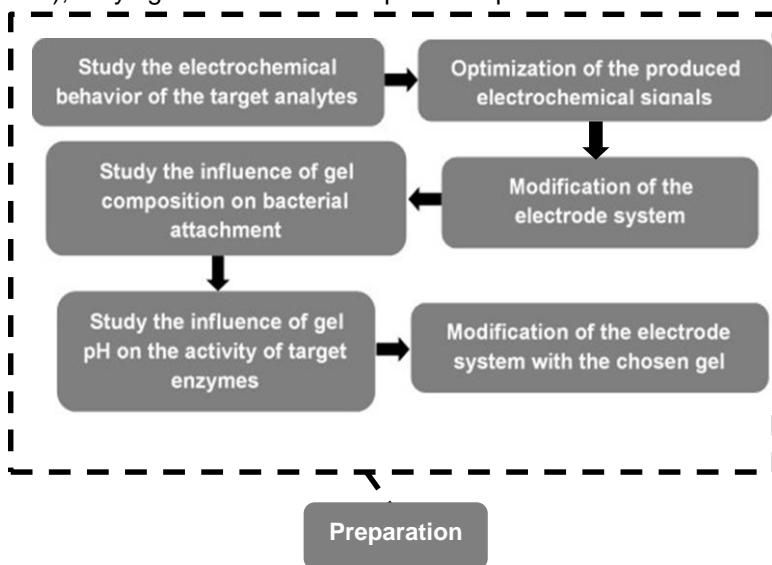 Study the electrochemical
behavior of the target analytes
Optimization of the produced
electrochemical signals
Modification of the
electrode system
Study the influence of gel
composition on bacterial
attachment
Study the influence of gel
pH on the activity of target
enzymes
Modification of the electrode
system with the chosen gel
Preparation